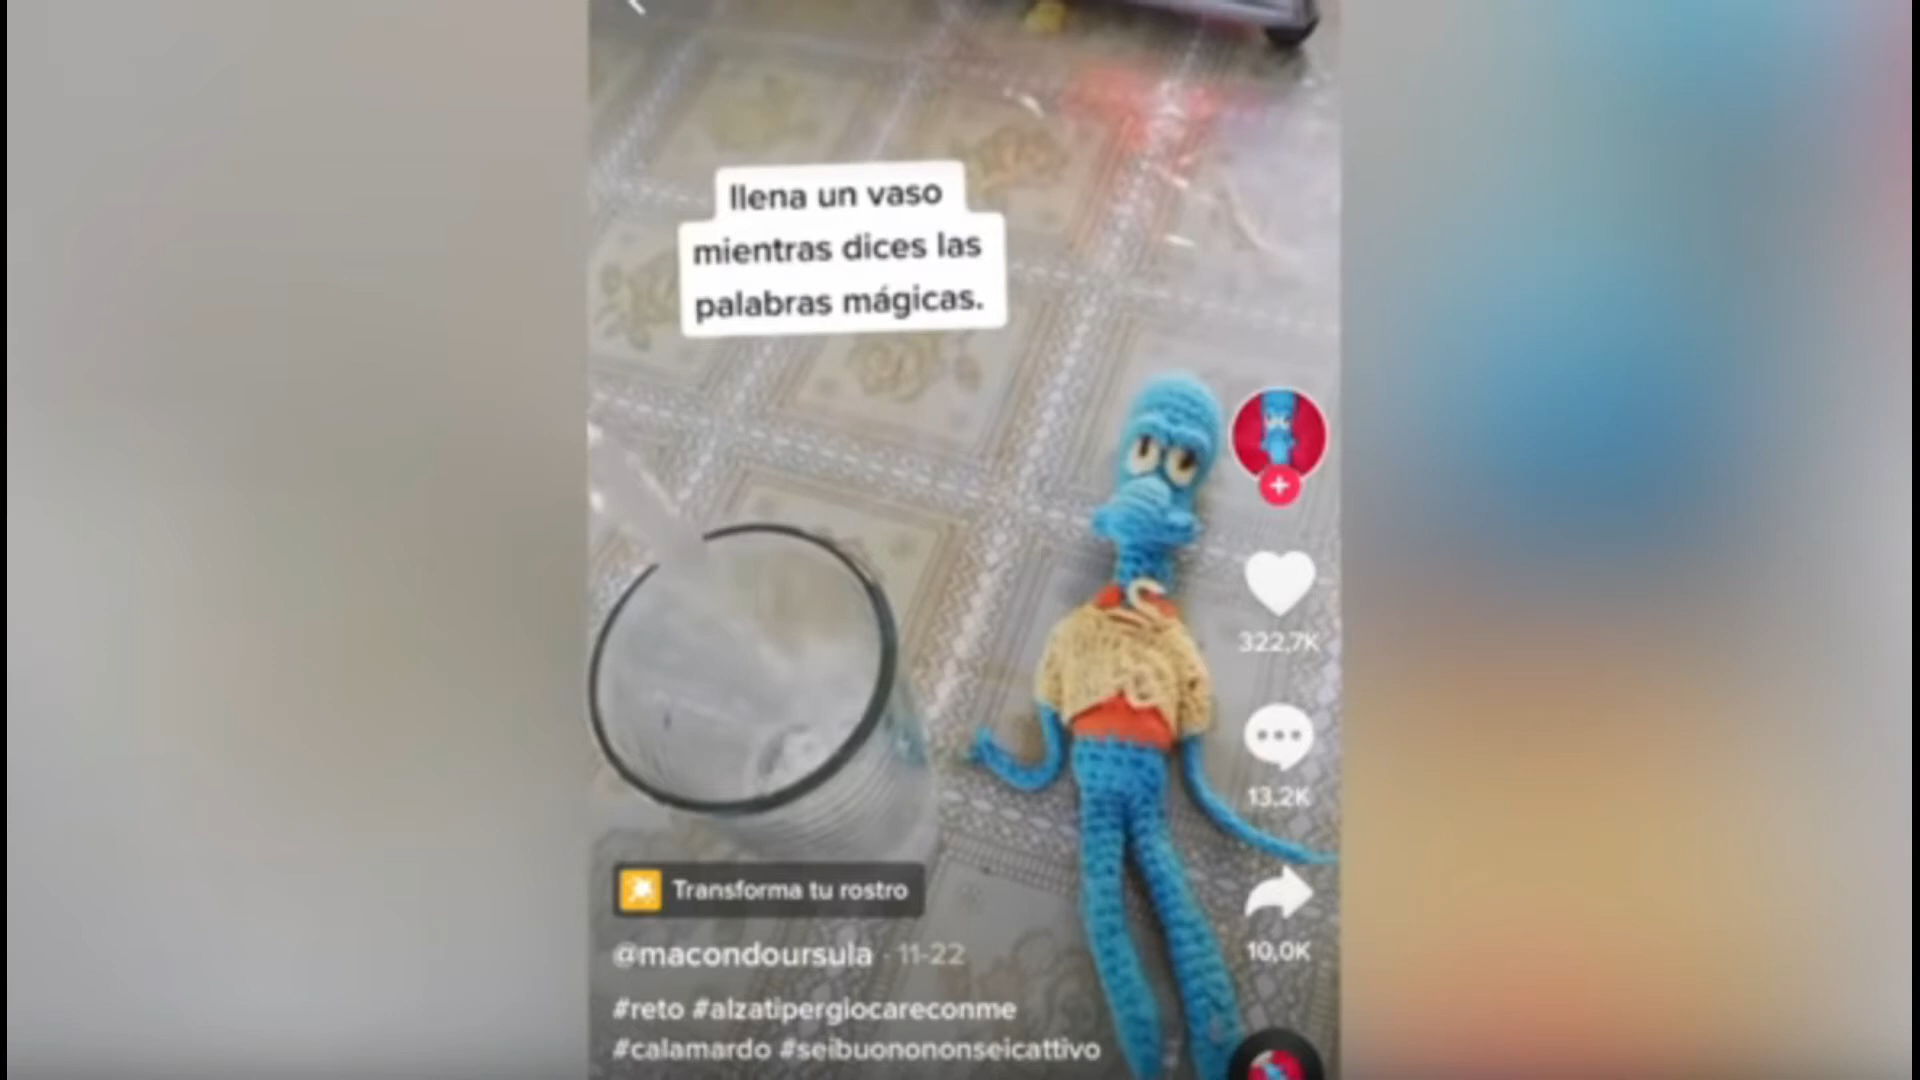 llena un vaso
mientras dices las
palabras mágicas.
322,7K
13.2K
Transforma tu rostro
10,0K
@macondoursula · 11-22
#reto #alzatipergiocareconme
#calamardo #seibuonononseicattivo